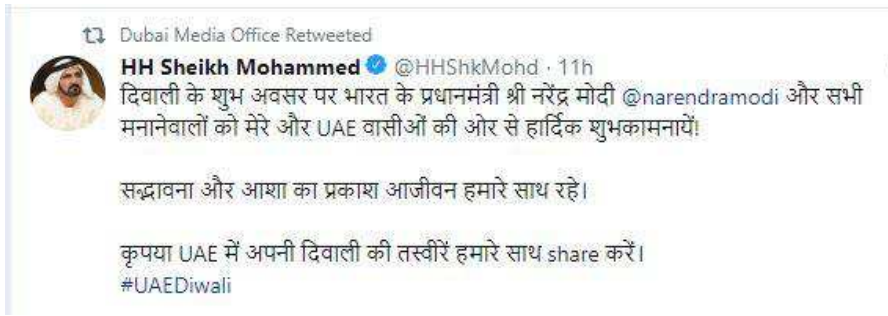 Dubai Media Office Retweeted
HH Sheikh Mohammed @HHShkMohd · 11h
दिवाली के शुभ अवसर पर भारत के प्रधानमंत्री श्री नरेंद्र मोदी @narendramodi और सभी
मनानेवालों को मेरे और UAE वासीओं की ओर से हार्दिक शुभकामनायें!
सद्भावना और आशा का प्रकाश आजीवन हमारे साथ रहे।
कृपया UAE में अपनी दिवाली की तस्वीरें हमारे साथ share करें।
#UAEDiwali